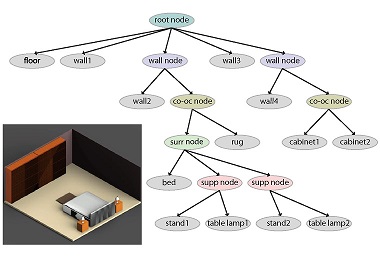 root node
floor
wall1
wall node
wall3
wall node
wall2
co-oc node
wall4
co-oc node
surr node
rug
cabinet1
cabinet2
bed
supp node
supp node
stand1
table lamp1
stand2
table lamp2